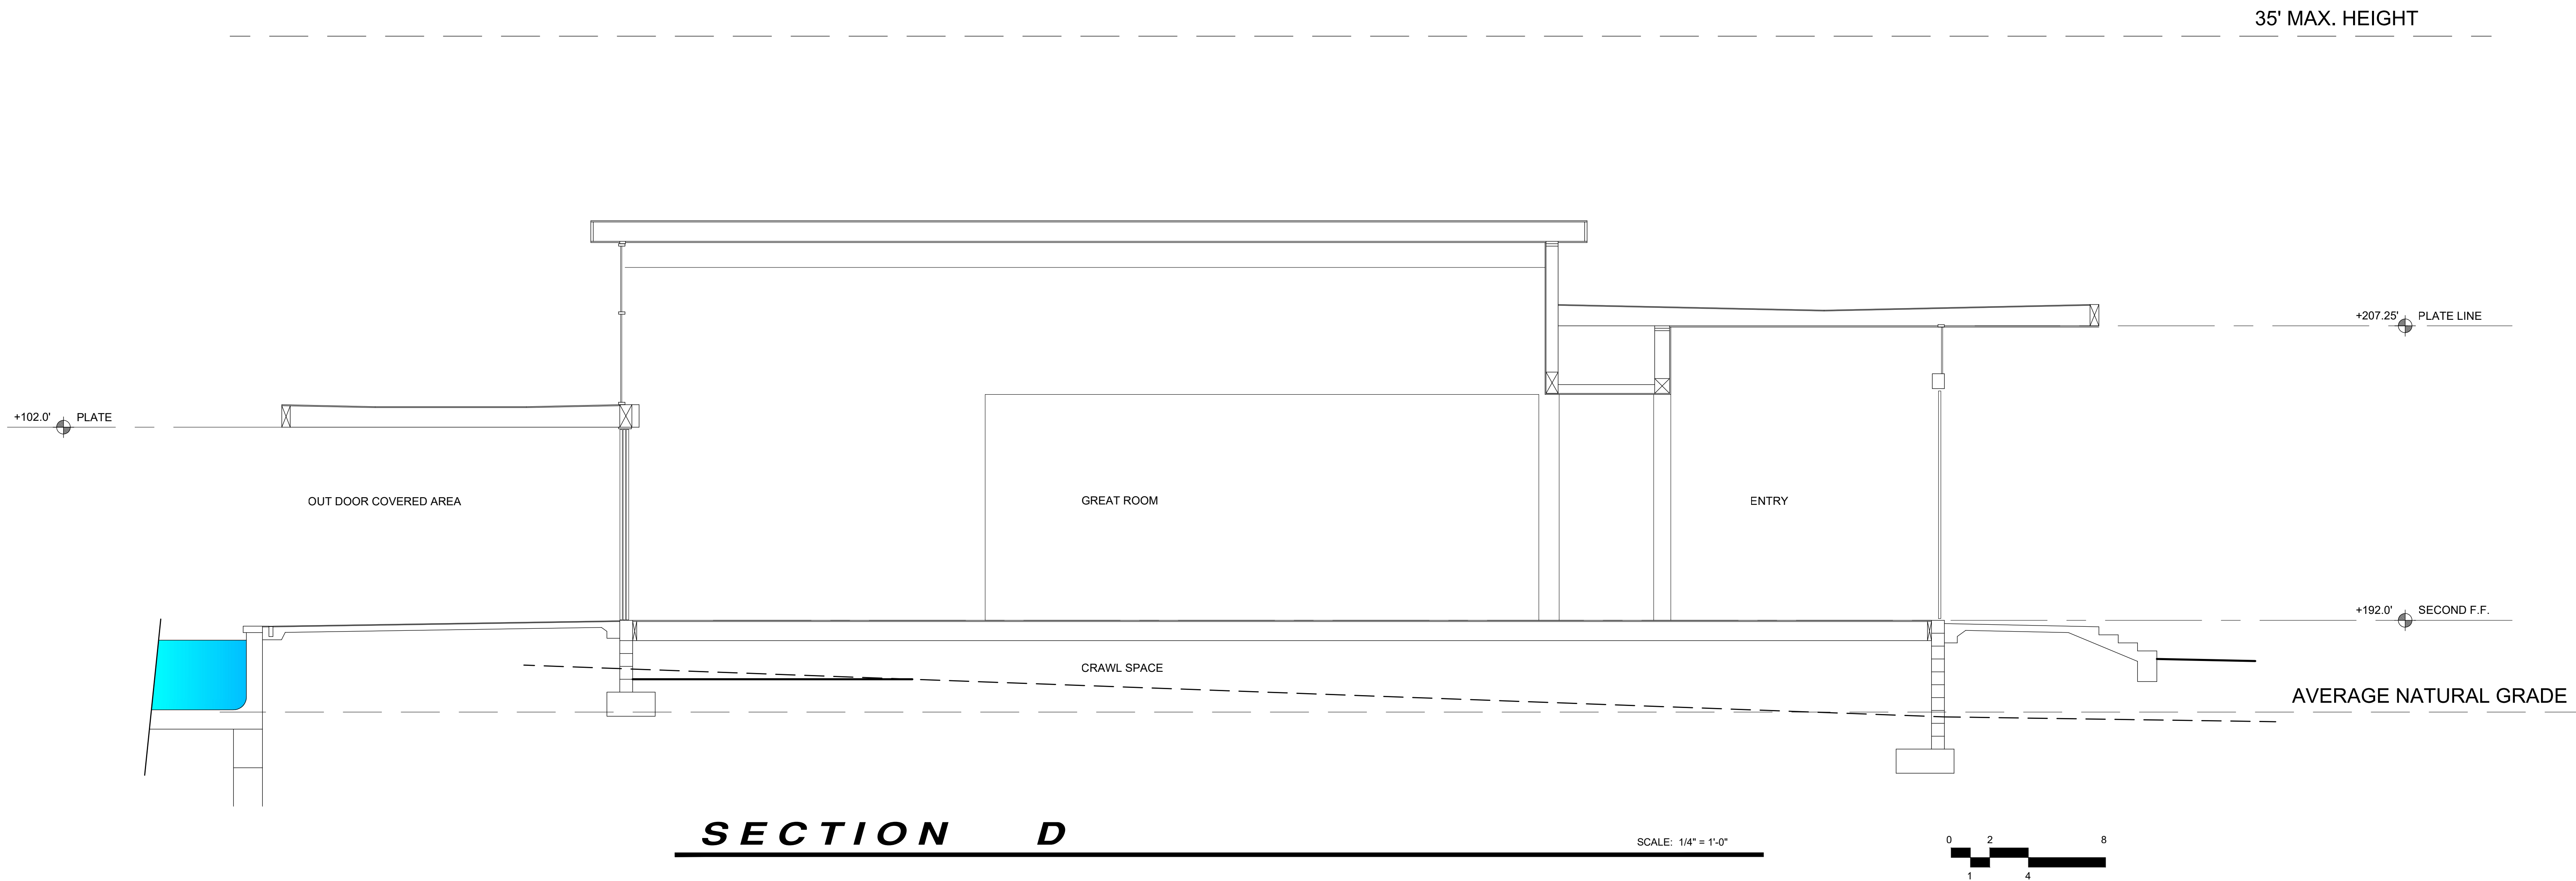 35' MAX. HEIGHT
+207.25' PLATE LINE
+102.0' PLATE
OUT DOOR COVERED AREA
GREAT ROOM
ENTRY
+192.0' SECOND F.F.
CRAWL SPACE
AVERAGE NATURAL GRADE
SECTION D
SCALE: 1/4" = 1'-0"
0 2 8
1 4